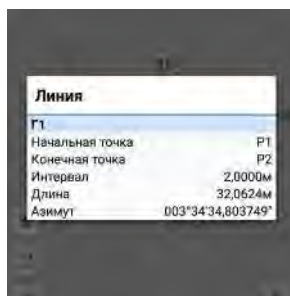 Линия
Г1
Начальная точка P1
Конечная точка P2
Интервал 2,0000м
Длина 32,0624м
Азимут 003°34'34,803749"